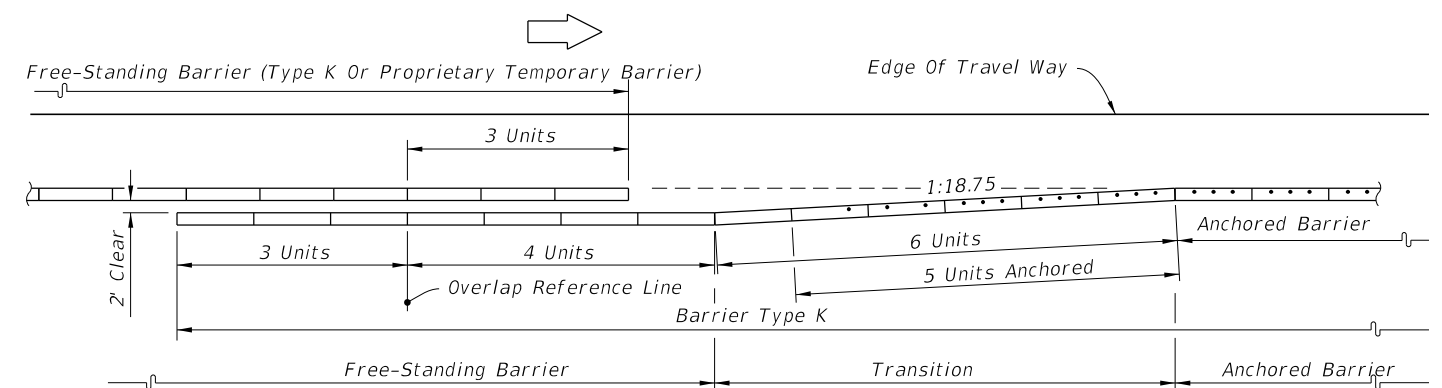 Free-Standing Barrier (Type K Or Proprietary Temporary Barrier)
Edge Of Travel Way
3 Units
1:18.75
Anchored Barrier
2' Clear
3 Units
4 Units
6 Units
5 Units Anchored
Overlap Reference Line
Barrier Type K
Free-Standing Barrier
Transition
Anchored Barrier